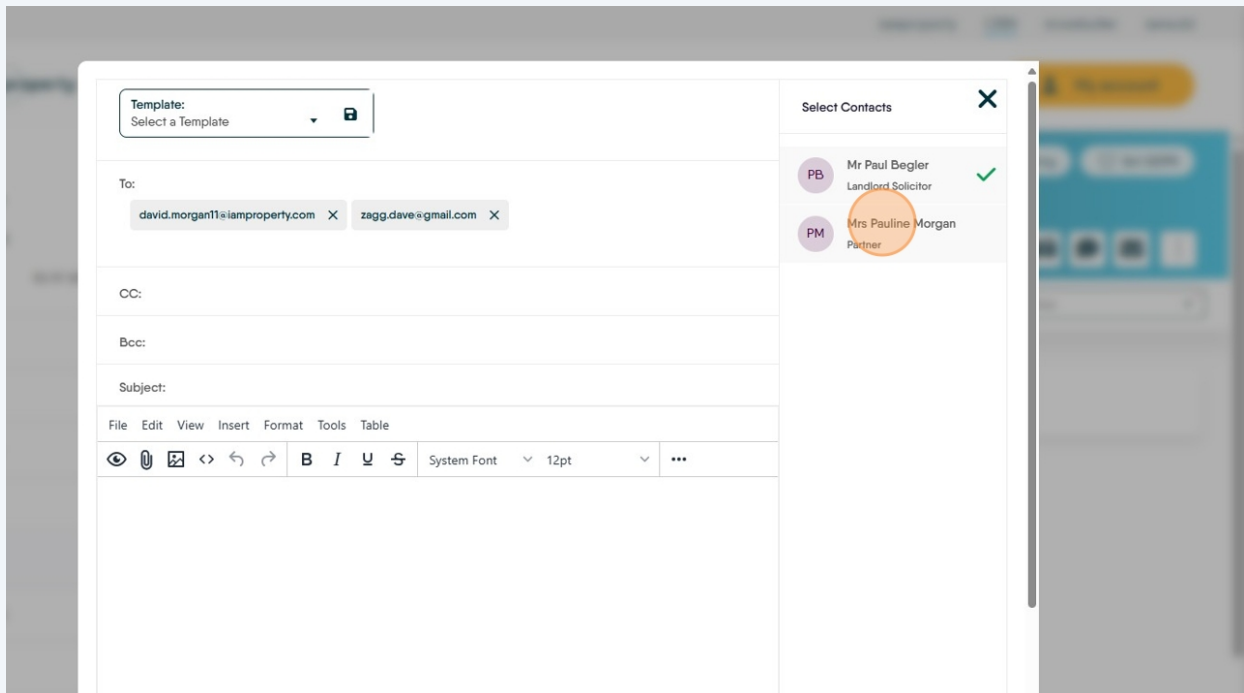 Template:
Select a Template
Select Contacts
To:
david.morgan11@iamproperty.com
zagg.dave@gmail.com
PB
Mr Paul Begler
Landlord Solicitor
PM
Mrs Pauline Morgan
Partner
CC:
Bcc:
Subject:
File Edit View Insert Format Tools Table
B I U S System Font 12pt
My account